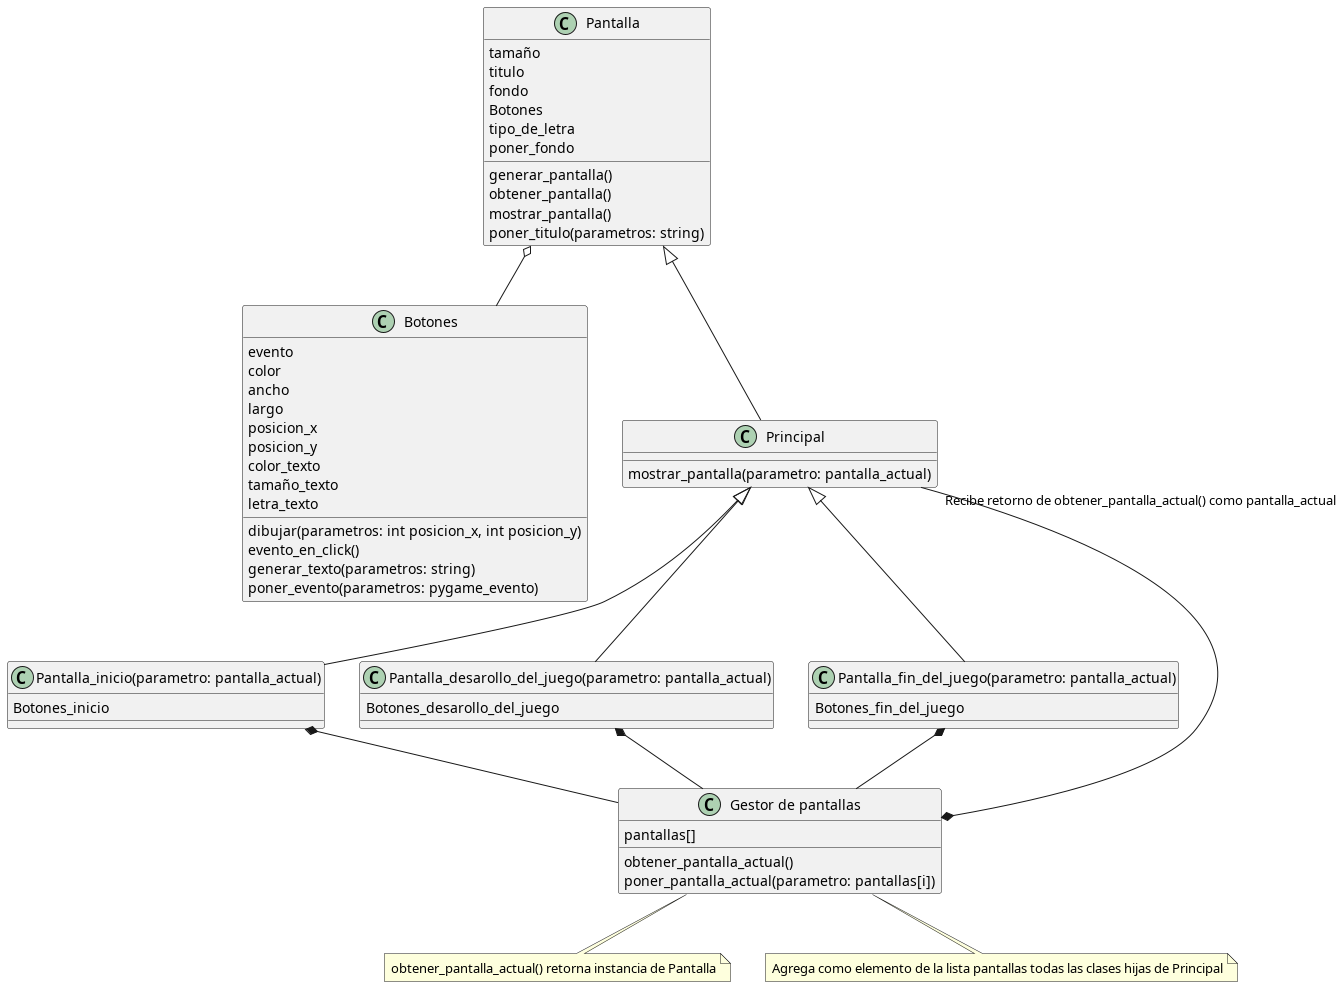 C Pantalla
tamaño
titulo
fondo
Botones
tipo_de_letra
poner_fondo
generar_pantalla()
obtener_pantalla()
mostrar_pantalla()
poner_titulo(parametros: string)
C Botones
evento
color
ancho
largo
posicion_x
posicion_y
color_texto
tamaño_texto
letra_texto
dibujar(parametros: int posicion_x, int posicion_y)
evento_en_click()
generar_texto(parametros: string)
poner_evento(parametros: pygame_evento)
C Principal
mostrar_pantalla(parametro: pantalla_actual)
Recibe retorno de obtener_pantalla_actual() como pantalla_actual
C Pantalla_inicio(parametro: pantalla_actual)
Botones_inicio
C Pantalla_desarollo_del_juego(parametro: pantalla_actual)
Botones_desarollo_del_juego
C Pantalla_fin_del_juego(parametro: pantalla_actual)
Botones_fin_del_juego
C Gestor de pantallas
pantallas[]
obtener_pantalla_actual()
poner_pantalla_actual(parametro: pantallas[i])
obtener_pantalla_actual() retorna instancia de Pantalla
Agrega como elemento de la lista pantallas todas las clases hijas de Principal